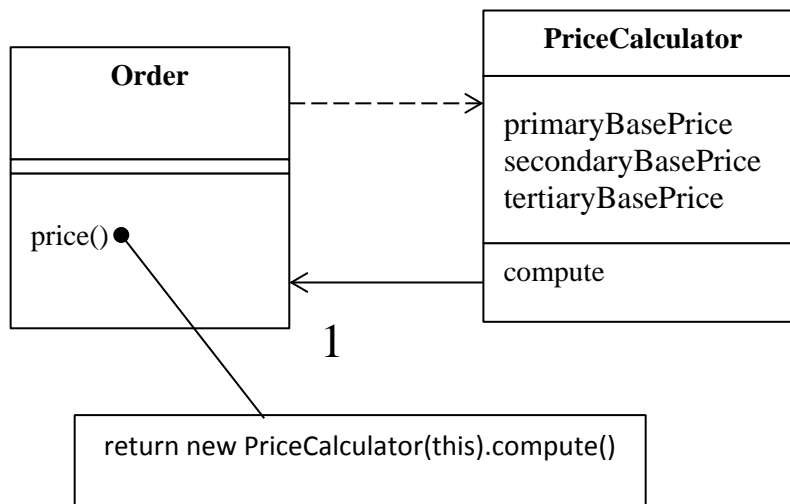 Order
price()
PriceCalculator
primaryBasePrice
secondaryBasePrice
tertiaryBasePrice
compute
1
return new PriceCalculator(this).compute()